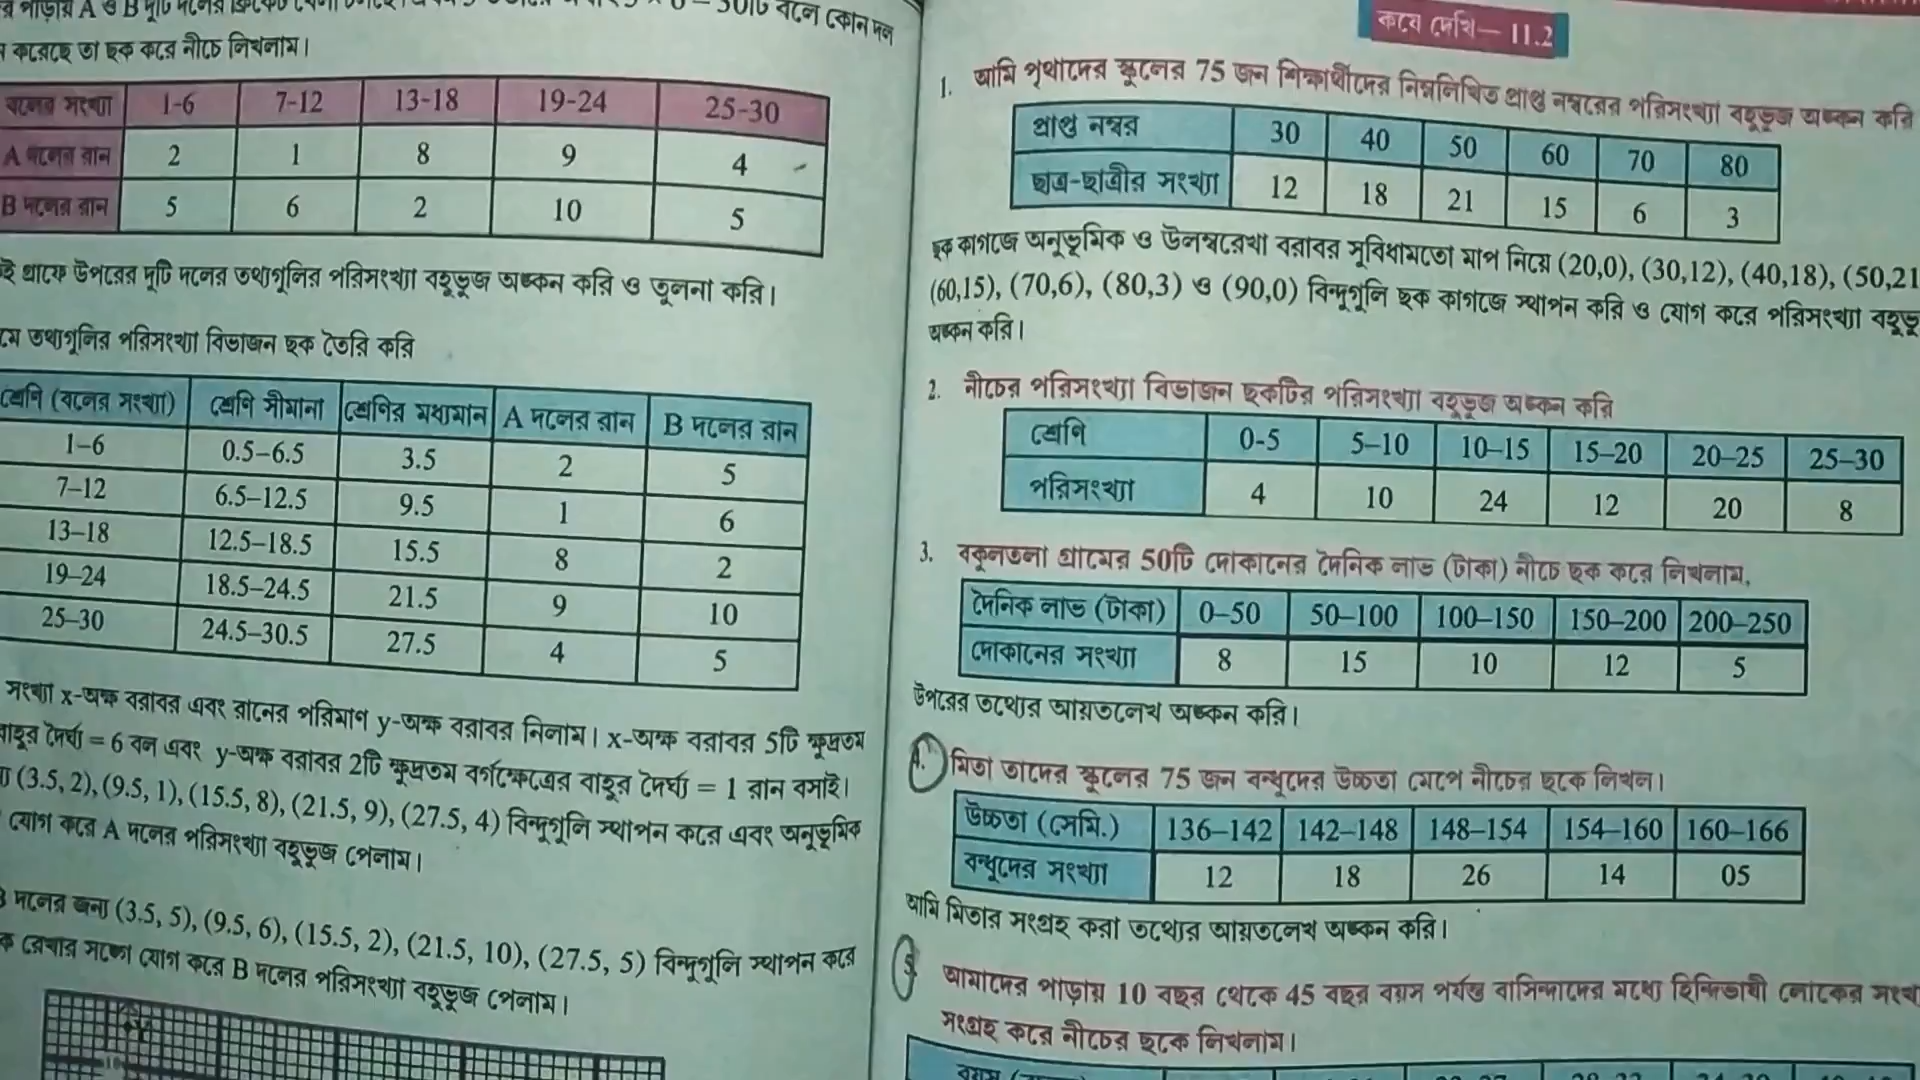 করেছে তা ছক করে নীচে লিখলাম।
বলের সংখ্যা 1-6 7-12 13-18 19-24 25-30
A দলের রান 2 1 8 9 4
B দলের রান 5 6 2 10 5
উপরের দুটি দলের তথ্যগুলির পরিসংখ্যা বহুভুজ অঙ্কন করি ও তুলনা করি।
তথ্যগুলির পরিসংখ্যা বিভাজন ছক তৈরি করি
শ্রেণি (বলের সংখ্যা) শ্রেণি সীমানা শ্রেণির মধ্যমান A দলের রান B দলের রান
1–6 0.5–6.5 3.5 2 5
7–12 6.5–12.5 9.5 1 6
13–18 12.5–18.5 15.5 8 2
19–24 18.5–24.5 21.5 9 10
25–30 24.5–30.5 27.5 4 5
সংখ্যা x-অক্ষ বরাবর এবং রানের পরিমাণ y-অক্ষ বরাবর নিলাম। x-অক্ষ বরাবর 5টি ক্ষুদ্রতম
বাহুর দৈর্ঘ্য = 6 বল এবং y-অক্ষ বরাবর 2টি ক্ষুদ্রতম বর্গক্ষেত্রের বাহুর দৈর্ঘ্য = 1 রান বসাই।
(3.5, 2), (9.5, 1), (15.5, 8), (21.5, 9), (27.5, 4) বিন্দুগুলি স্থাপন করে এবং অনুভূমিক
যোগ করে A দলের পরিসংখ্যা বহুভুজ পেলাম।
দলের জন্য (3.5, 5), (9.5, 6), (15.5, 2), (21.5, 10), (27.5, 5) বিন্দুগুলি স্থাপন করে
রেখার সঙ্গে যোগ করে B দলের পরিসংখ্যা বহুভুজ পেলাম।
কষে দেখি— 11.2
1. আমি পৃথাদের স্কুলের 75 জন শিক্ষার্থীদের নিম্নলিখিত প্রাপ্ত নম্বরের পরিসংখ্যা বহুভুজ অঙ্কন করি
প্রাপ্ত নম্বর 30 40 50 60 70 80
ছাত্র-ছাত্রীর সংখ্যা 12 18 21 15 6 3
ছক কাগজে অনুভূমিক ও উলম্বরেখা বরাবর সুবিধামতো মাপ নিয়ে (20,0), (30,12), (40,18), (50,21
(60,15), (70,6), (80,3) ও (90,0) বিন্দুগুলি ছক কাগজে স্থাপন করি ও যোগ করে পরিসংখ্যা
অঙ্কন করি।
2. নীচের পরিসংখ্যা বিভাজন ছকটির পরিসংখ্যা বহুভুজ অঙ্কন করি
শ্রেণি 0-5 5–10 10–15 15–20 20–25 25–30
পরিসংখ্যা 4 10 24 12 20 8
3. বকুলতলা গ্রামের 50টি দোকানের দৈনিক লাভ (টাকা) নীচে ছক করে লিখলাম,
দৈনিক লাভ (টাকা) 0–50 50–100 100–150 150–200 200–250
দোকানের সংখ্যা 8 15 10 12 5
উপরের তথ্যের আয়তলেখ অঙ্কন করি।
4. মিতা তাদের স্কুলের 75 জন বন্ধুদের উচ্চতা মেপে নীচের ছকে লিখল।
উচ্চতা (সেমি.) 136–142 142–148 148–154 154–160 160–166
বন্ধুদের সংখ্যা 12 18 26 14 05
আমি মিতার সংগ্রহ করা তথ্যের আয়তলেখ অঙ্কন করি।
5. আমাদের পাড়ায় 10 বছর থেকে 45 বছর বয়স পর্যন্ত বাসিন্দাদের মধ্যে হিন্দিভাষী লোকের
সংগ্রহ করে নীচের ছকে লিখলাম।